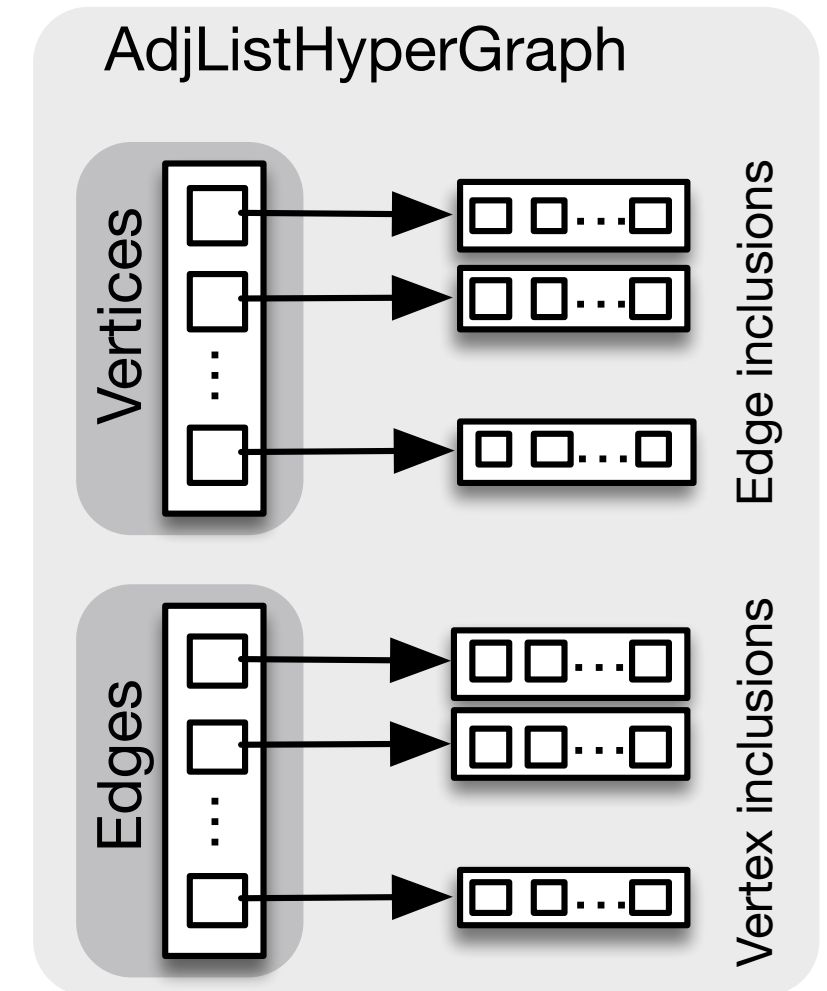 AdjListHyperGraph
Vertices
Edge inclusions
Edges
Vertex inclusions